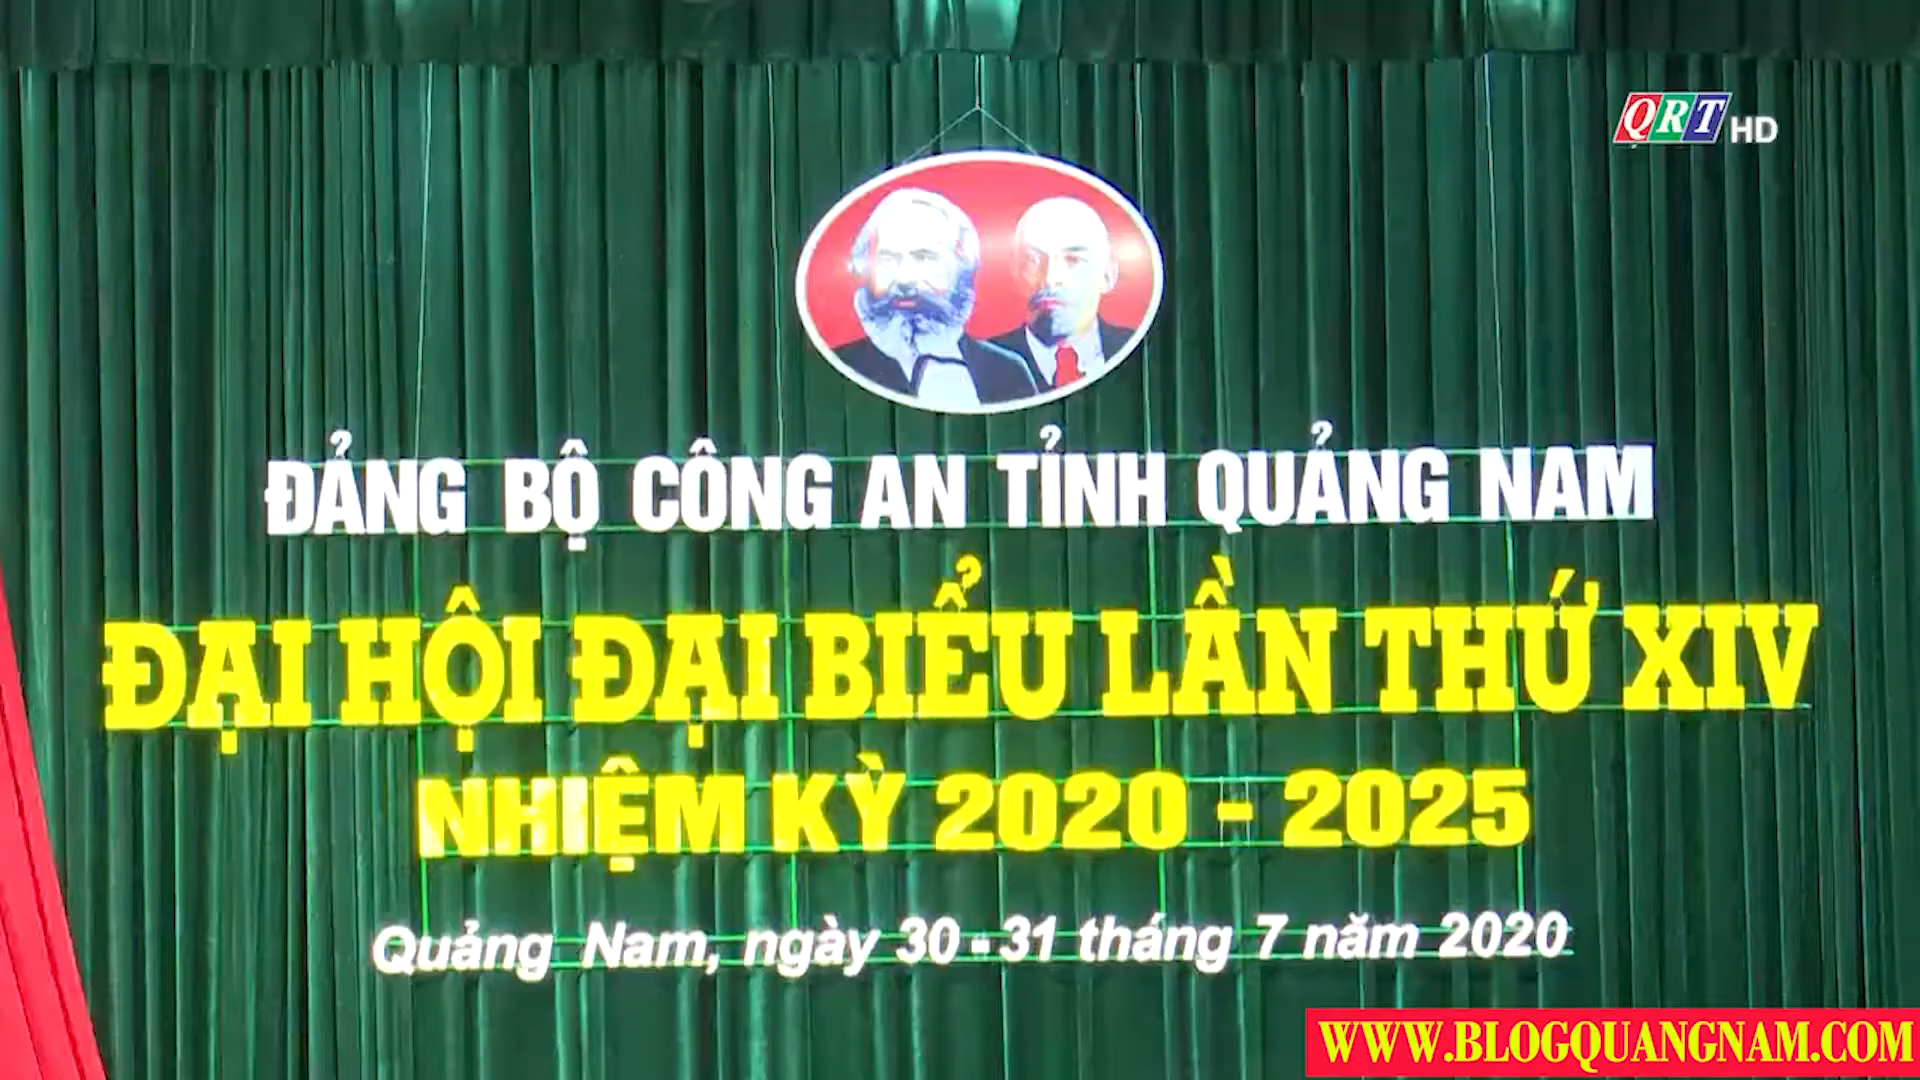 QRT HD
ĐẢNG BỘ CÔNG AN TỈNH QUẢNG NAM
ĐẠI HỘI ĐẠI BIỂU LẦN THỨ XIV
NHIỆM KỲ 2020 - 2025
Quảng Nam, ngày 30 - 31 tháng 7 năm 2020
WWW.BLOGQUANGNAM.COM